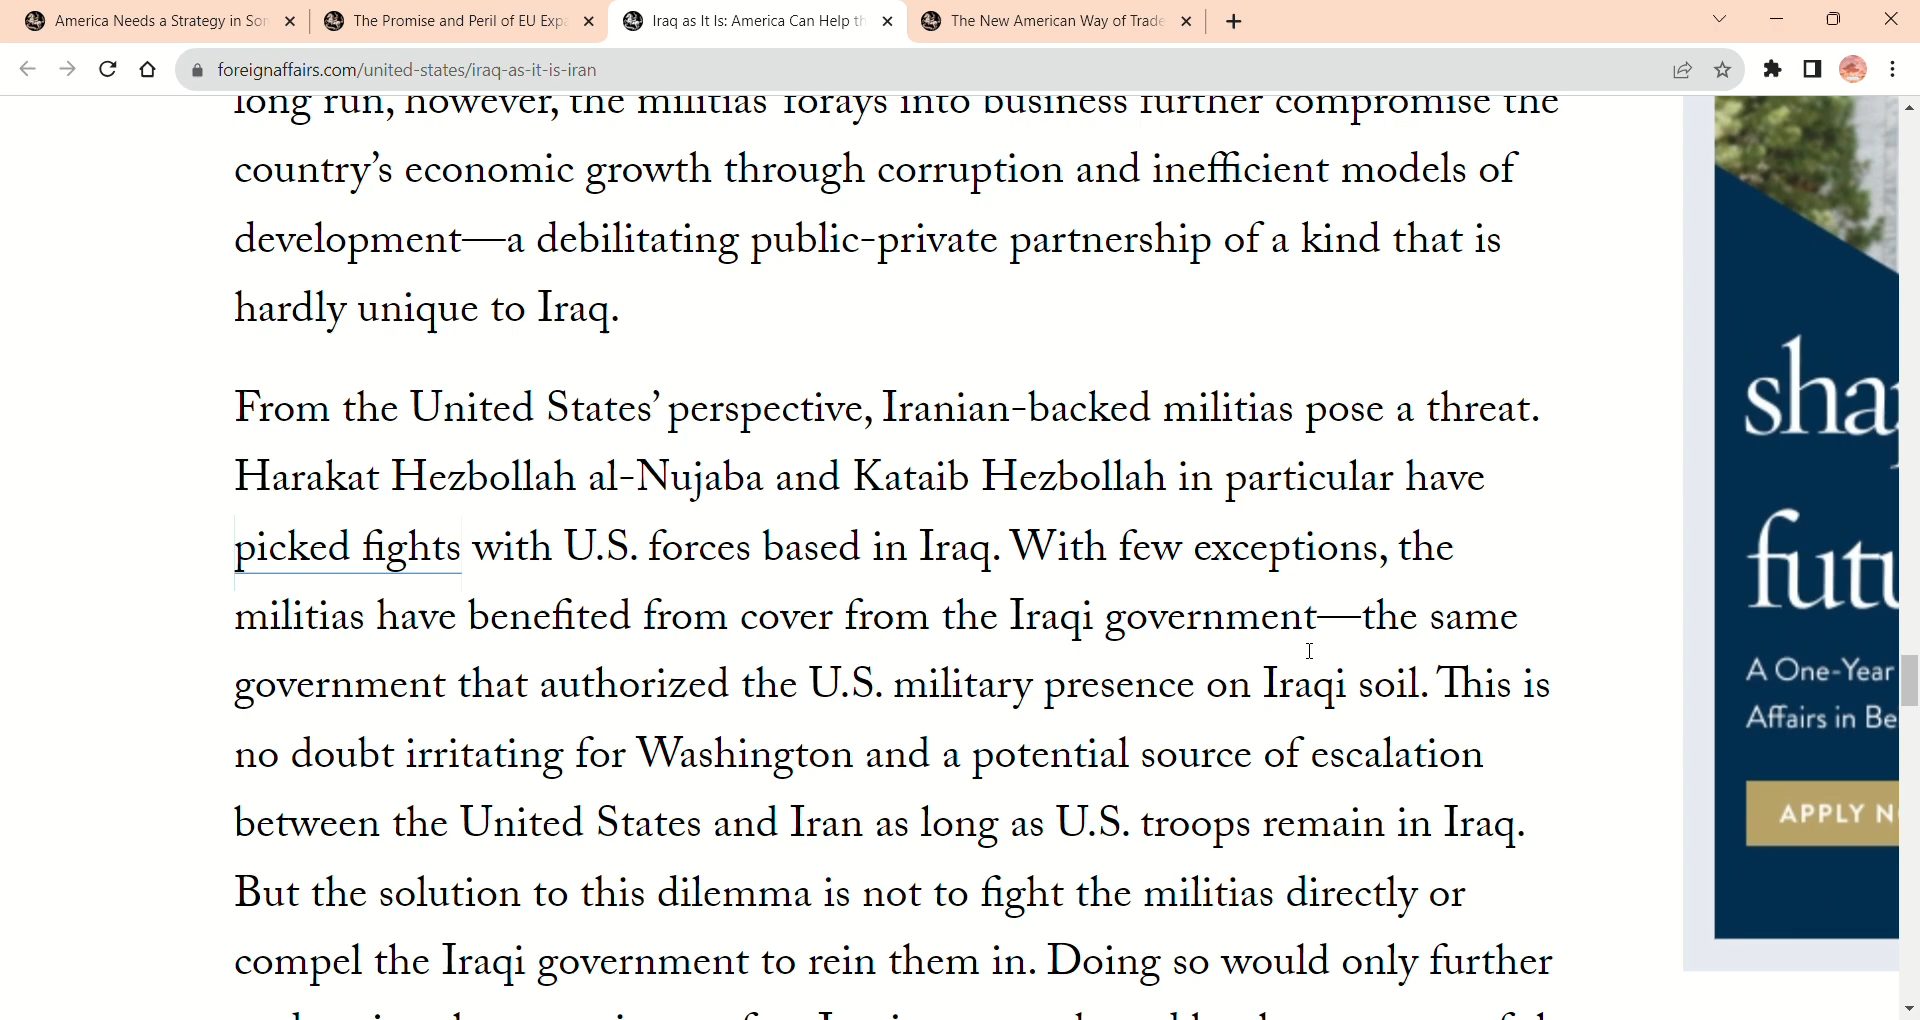 America Needs a Strategy in So
The Promise and Peril of EU Exp
Iraq as It Is: America Can Help th
The New American Way of Trade
foreignaffairs.com/united-states/iraq-as-it-is-iran
long run, however, the militias' forays into business further compromise the
country's economic growth through corruption and inefficient models of
development—a debilitating public-private partnership of a kind that is
hardly unique to Iraq.
From the United States' perspective, Iranian-backed militias pose a threat.
Harakat Hezbollah al-Nujaba and Kataib Hezbollah in particular have
picked fights with U.S. forces based in Iraq. With few exceptions, the
militias have benefited from cover from the Iraqi government—the same
government that authorized the U.S. military presence on Iraqi soil. This is
no doubt irritating for Washington and a potential source of escalation
between the United States and Iran as long as U.S. troops remain in Iraq.
But the solution to this dilemma is not to fight the militias directly or
compel the Iraqi government to rein them in. Doing so would only further
sha
futu
A One-Year
Affairs in Be
APPLY N